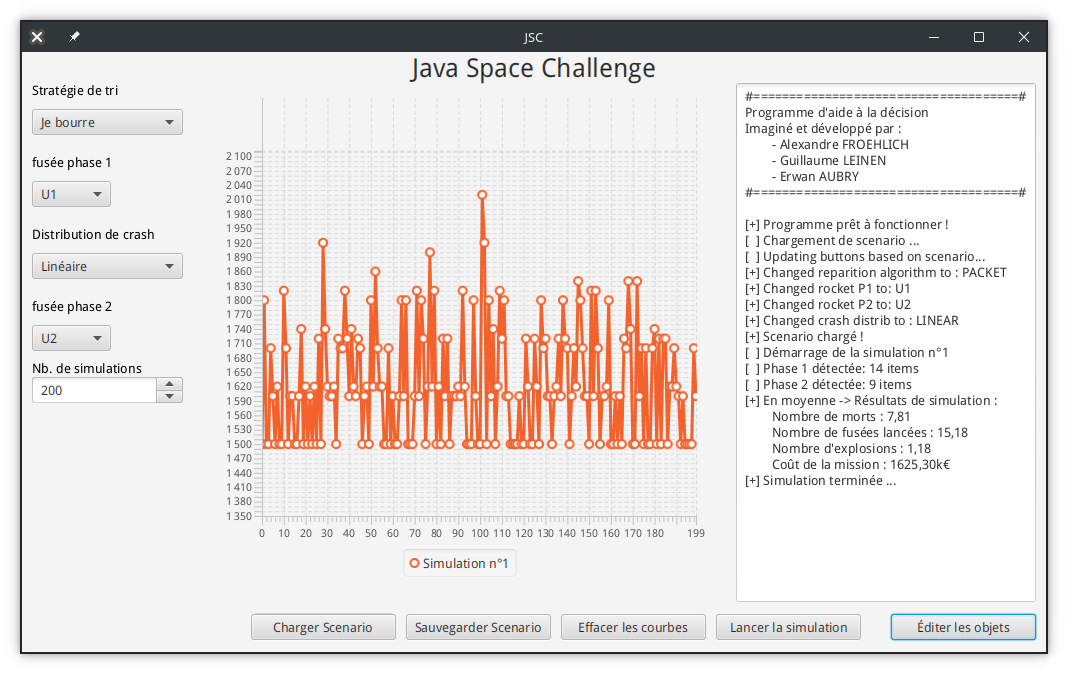 JSC
Java Space Challenge
Stratégie de tri
Je bourre
fusée phase 1
U1
Distribution de crash
Linéaire
fusée phase 2
U2
Nb. de simulations
200
2 100
2 070
2 040
2 010
1 980
1 950
1 920
1 890
1 860
1 830
1 800
1 770
1 740
1 710
1 680
1 650
1 620
1 590
1 560
1 530
1 500
1 470
1 440
1 410
1 380
1 350
0 10 20 30 40 50 60 70 80 90 100 110 120 130 140 150 160 170 180 199
Simulation n°1
#=====================================#
Programme d'aide à la décision
Imaginé et développé par :
- Alexandre FROEHLICH
- Guillaume LEINEN
- Erwan AUBRY
#=====================================#
[+] Programme prêt à fonctionner !
[ ] Chargement de scenario ...
[ ] Updating buttons based on scenario...
[+] Changed reparition algorithm to : PACKET
[+] Changed rocket P1 to: U1
[+] Changed rocket P2 to: U2
[+] Changed crash distrib to : LINEAR
[+] Scenario chargé !
[ ] Démarrage de la simulation n°1
[ ] Phase 1 détectée: 14 items
[ ] Phase 2 détectée: 9 items
[+] En moyenne -> Résultats de simulation :
Nombre de morts : 7,81
Nombre de fusées lancées : 15,18
Nombre d'explosions : 1,18
Coût de la mission : 1625,30k€
[+] Simulation terminée ...
Charger Scenario
Sauvegarder Scenario
Effacer les courbes
Lancer la simulation
Éditer les objets